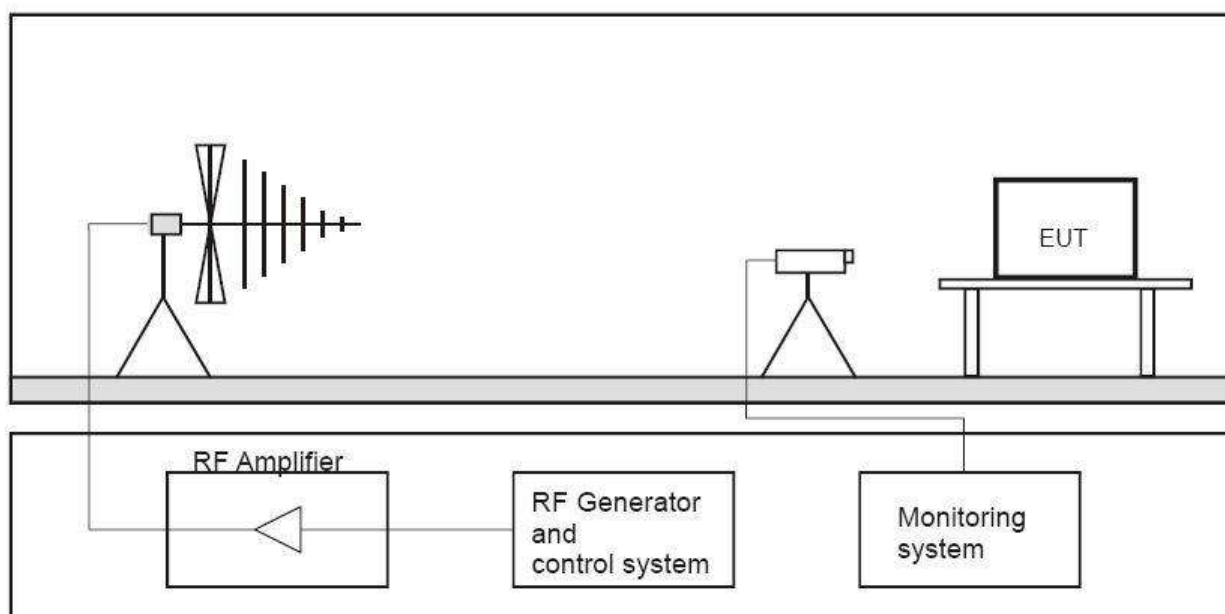 EUT
RF Amplifier
RF Generator
and
control system
Monitoring
system